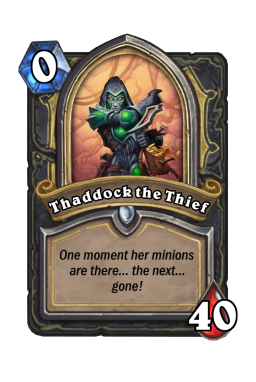 0
Thaddock the Thief
One moment her minions
are there... the next...
gone!
40